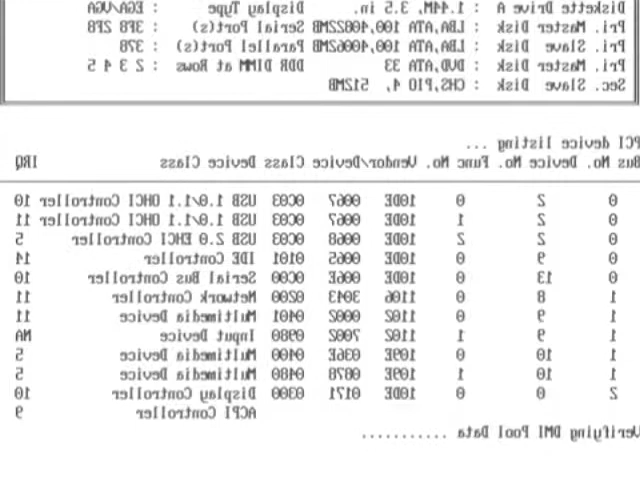 Diskette Drive A : 1.44M, 3.5 in. Display Type : EGA/VGA
Pri. Master Disk : LBA,ATA 100, Serial Port(s) : 3F8 2F8
Pri. Slave Disk : LBA,ATA 100, Parallel Port(s) : 378
Pri. Master Disk : DVD,ATA 33 DDR DIMM at Rows : 2 3 4 5
Sec. Slave Disk : CHS,PIO 4, 512MB
PCI device listing ...
Bus No. Device No. Func No. Vendor/Device Class Device Class IRQ
0 2 0 10DE 0067 0C03 USB 1.0/1.1 OHCI Controller 10
0 2 1 10DE 0067 0C03 USB 1.0/1.1 OHCI Controller 11
0 2 2 10DE 0068 0C03 USB 2.0 EHCI Controller 5
0 9 0 10DE 0065 0101 IDE Controller 14
0 13 0 10DE 006E 0C00 Serial Bus Controller 10
1 8 0 1106 3043 0200 Network Controller 11
1 9 0 1102 0002 0401 Multimedia Device 11
1 9 1 1102 7002 0980 Input Device NA
1 10 0 109E 036E 0400 Multimedia Device 5
1 10 1 109E 0878 0480 Multimedia Device 5
2 0 0 10DE 0171 0300 Display Controller 10
ACPI Controller 9
Verifying DMI Pool Data ...........